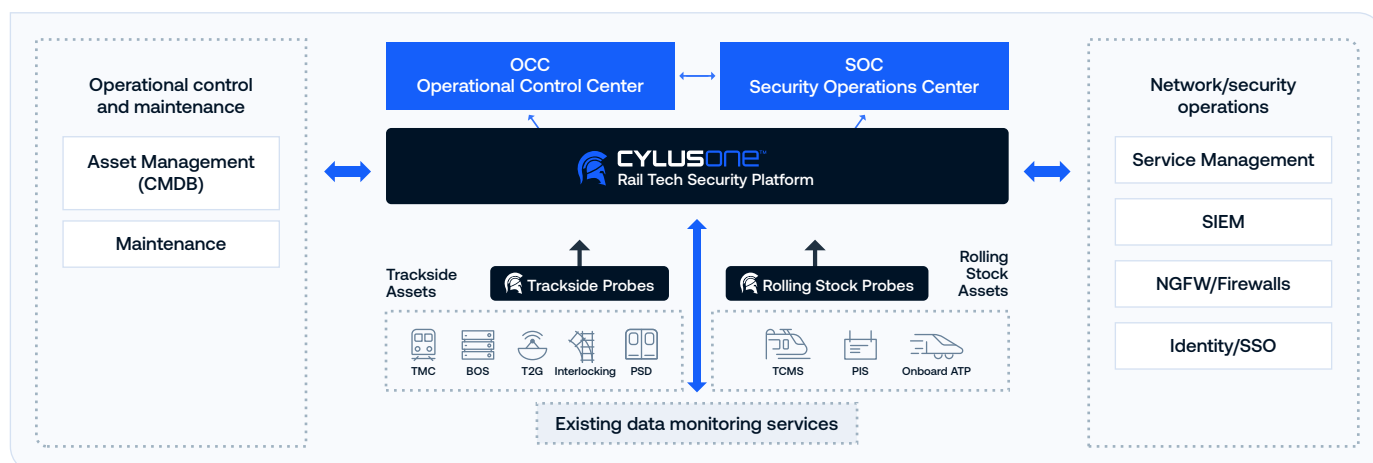 Operational control
and maintenance
Asset Management
(CMDB)
Maintenance
OCC
Operational Control Center
SOC
Security Operations Center
CYLUSONE™
Rail Tech Security Platform
Trackside
Assets
Trackside Probes
Rolling Stock Probes
Rolling
Stock
Assets
TMC
BOS
T2G
Interlocking
PSD
TCMS
PIS
Onboard ATP
Existing data monitoring services
Network/security
operations
Service Management
SIEM
NGFW/Firewalls
Identity/SSO